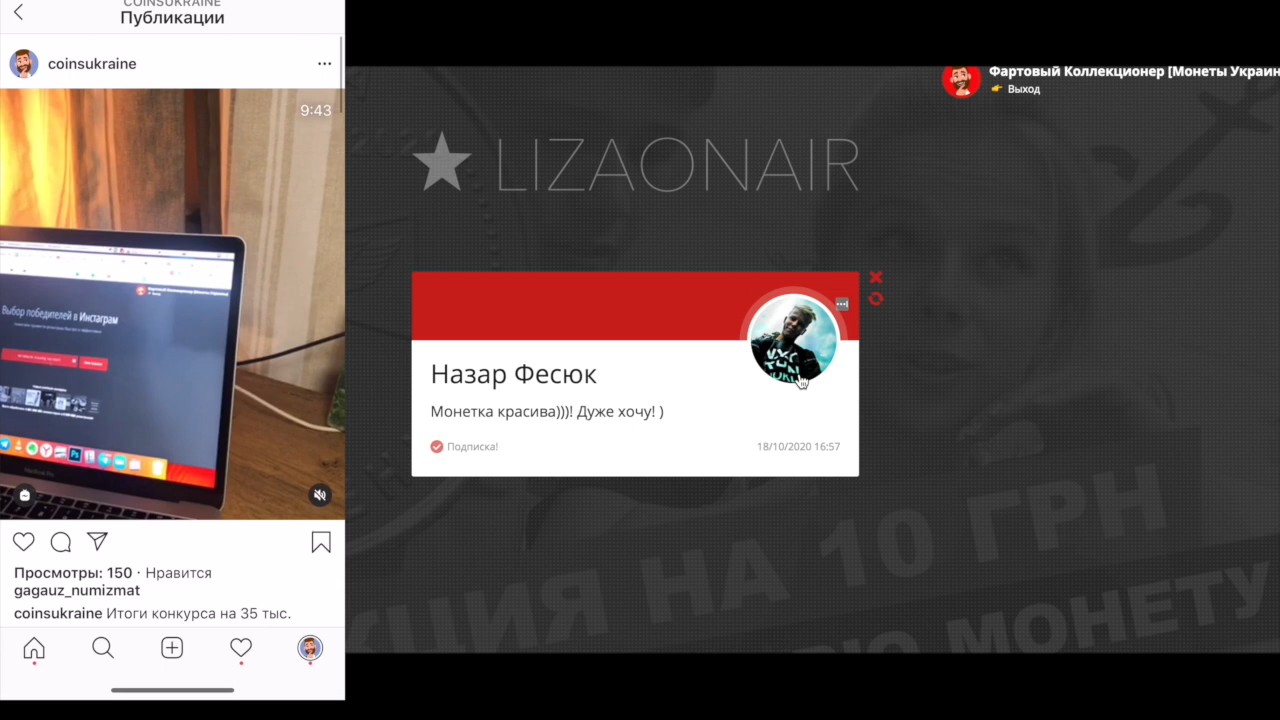 COINSUKRAINE
Публикации
coinsukraine
9:43
Выбор победителей в Инстаграм
Просмотры: 150 · Нравится
gagauz_numizmat
coinsukraine Итоги конкурса на 35 тыс.
Фартовый Коллекционер [Монеты Украин
👉 Выход
LIZAONAIR
Назар Фесюк
Монетка красива)))! Дуже хочу! )
Подписка!
18/10/2020 16:57
КЦИЯ НА 10 ГРН
МОНЕТУ